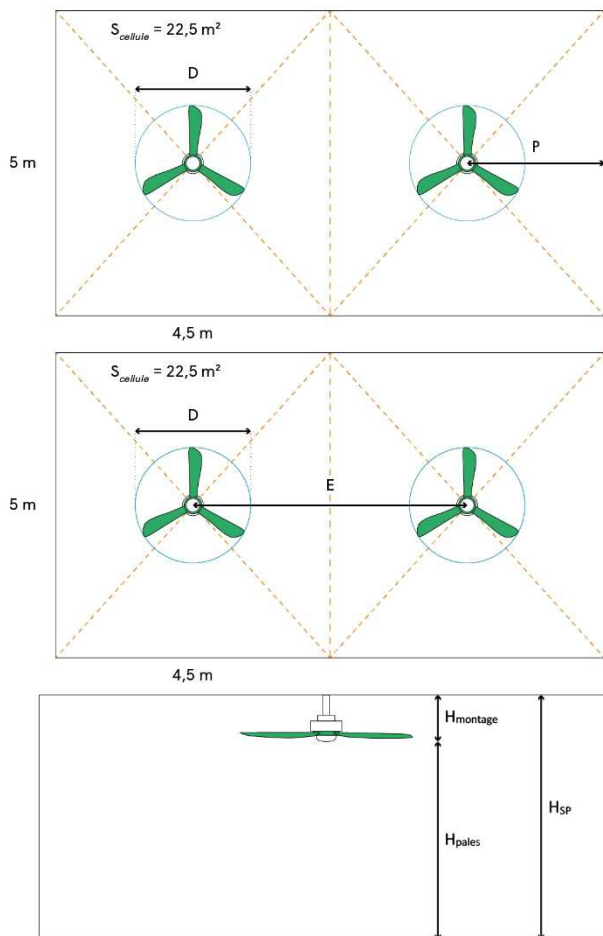 S_cellule = 22,5 m²
D
P
5 m
4,5 m
S_cellule = 22,5 m²
D
E
5 m
4,5 m
H_montage
H_SP
H_pales